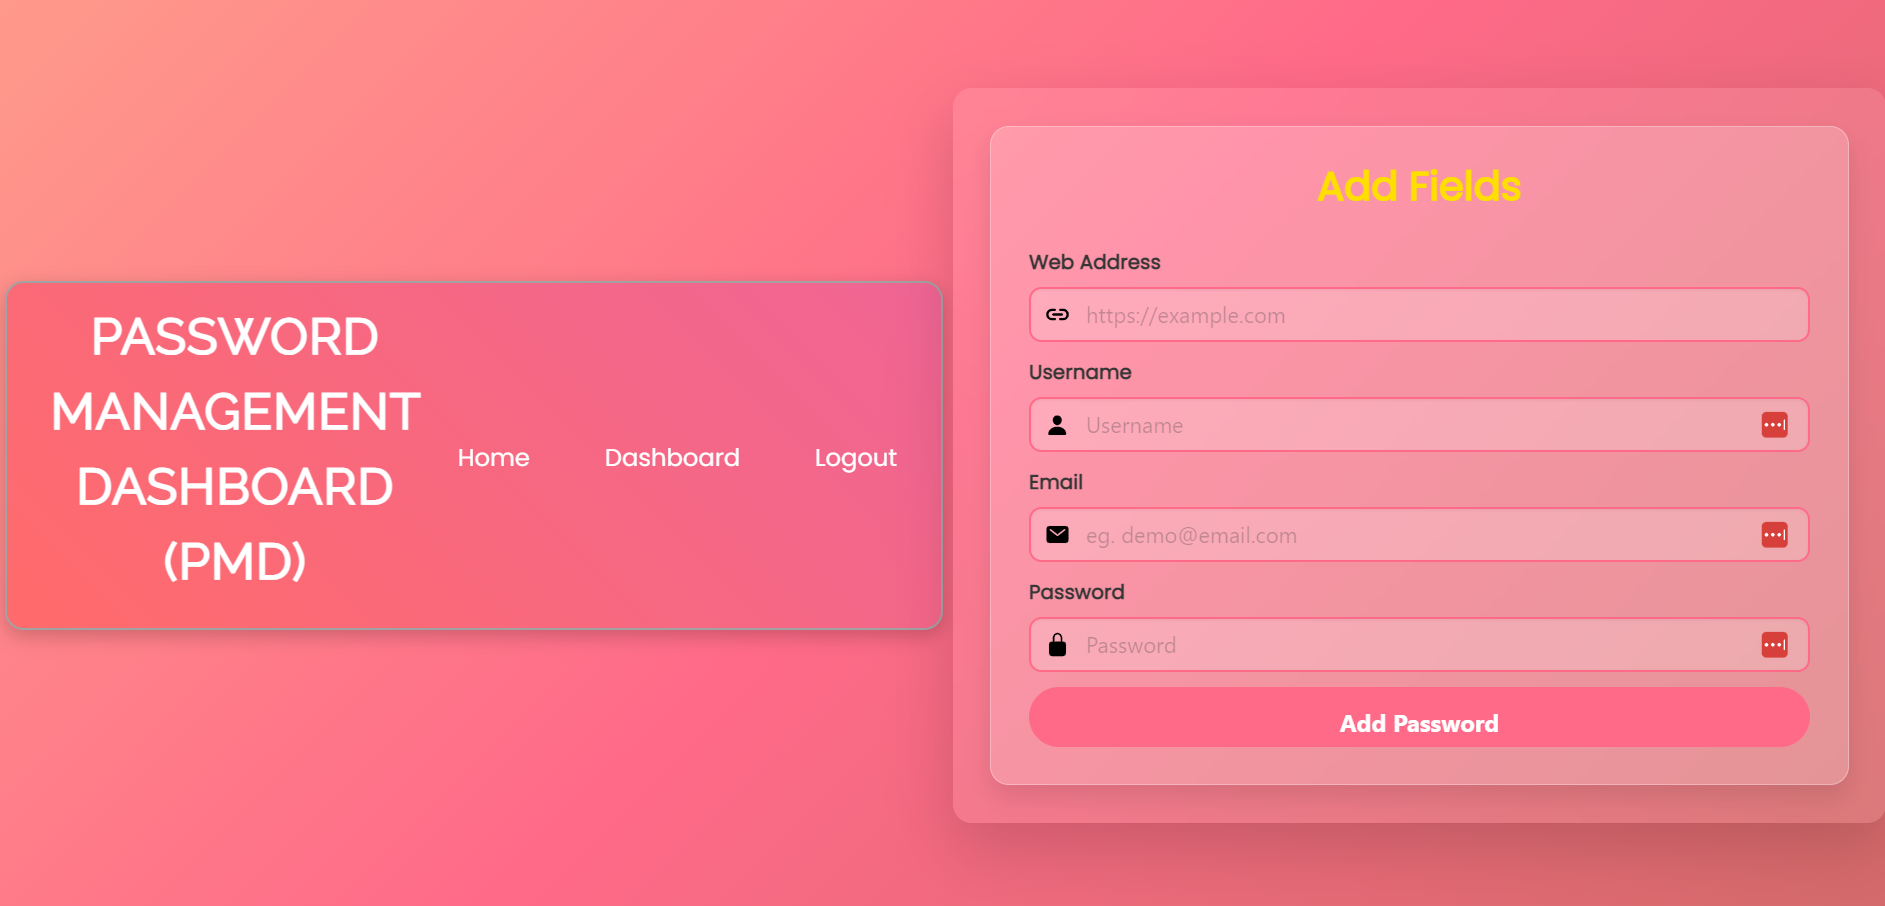 PASSWORD
MANAGEMENT
DASHBOARD
(PMD)
Home
Dashboard
Logout
Add Fields
Web Address
https://example.com
Username
Username
Email
eg. demo@email.com
Password
Password
Add Password